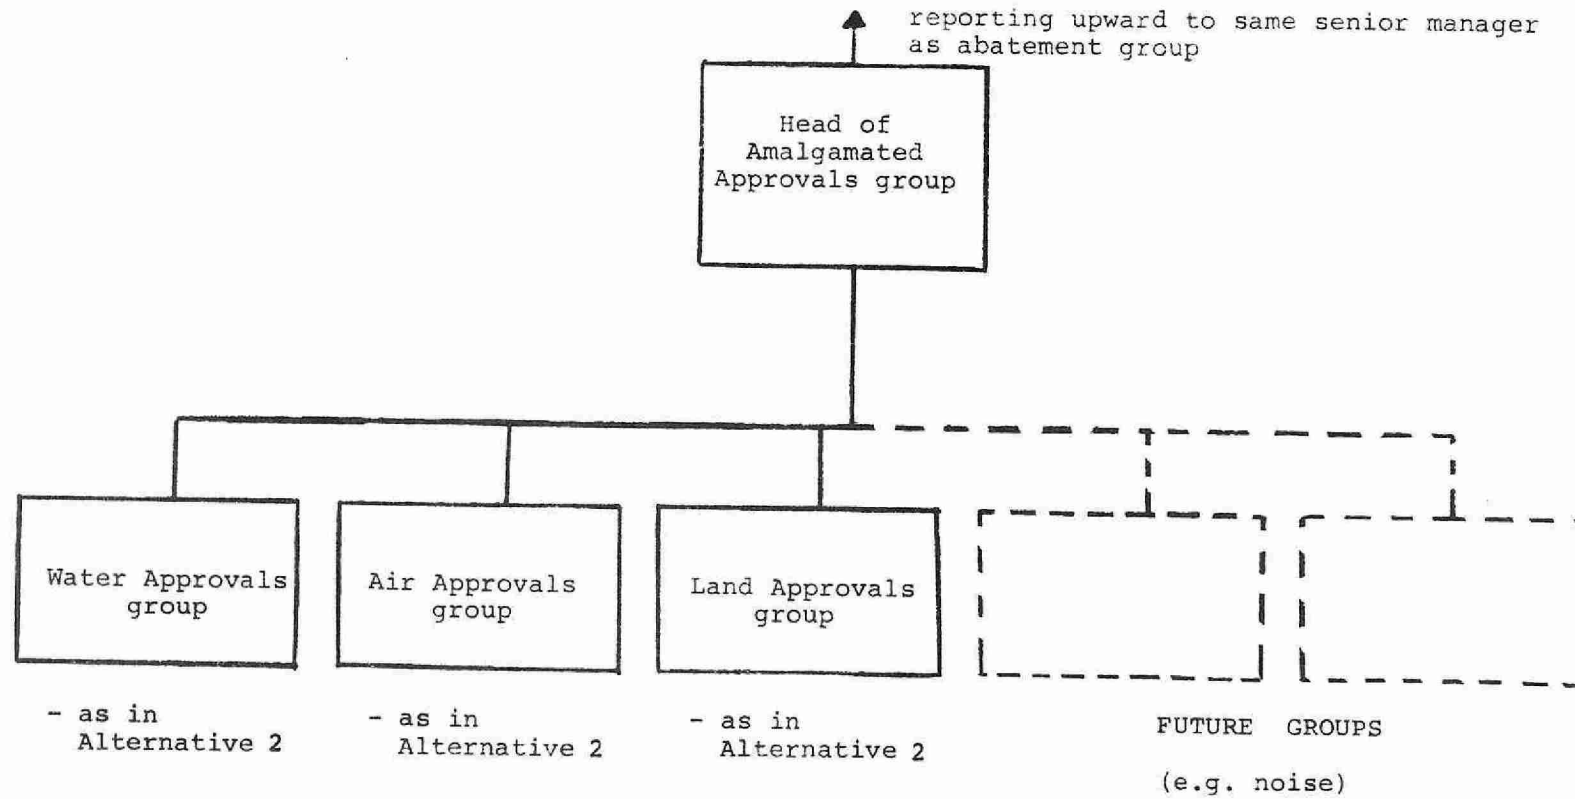 reporting upward to same senior manager
as abatement group
Head of
Amalgamated
Approvals group
Water Approvals
group
Air Approvals
group
Land Approvals
group
- as in
Alternative 2
- as in
Alternative 2
- as in
Alternative 2
FUTURE GROUPS
(e.g. noise)